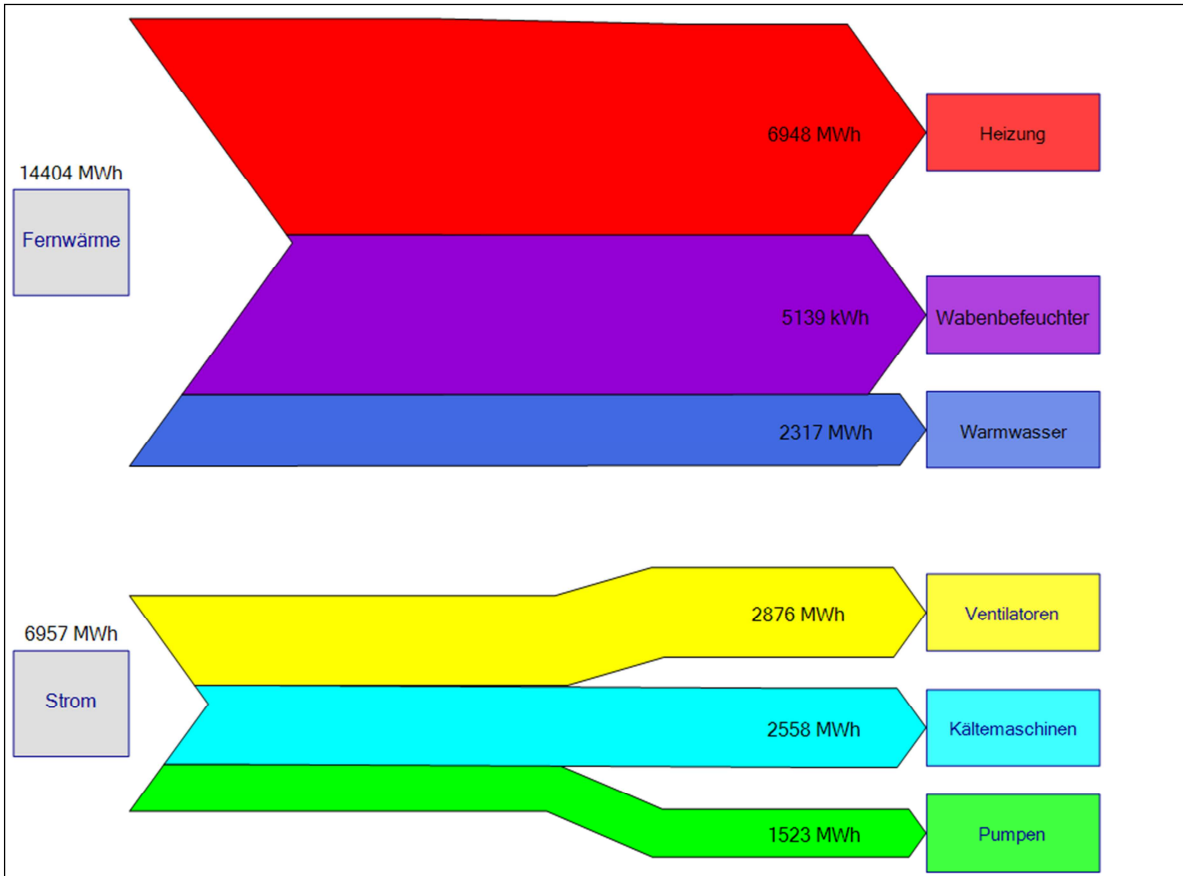 14404 MWh
Fernwärme
6948 MWh
Heizung
5139 kWh
Wabenbefeuchter
2317 MWh
Warmwasser
6957 MWh
Strom
2876 MWh
Ventilatoren
2558 MWh
Kältemaschinen
1523 MWh
Pumpen